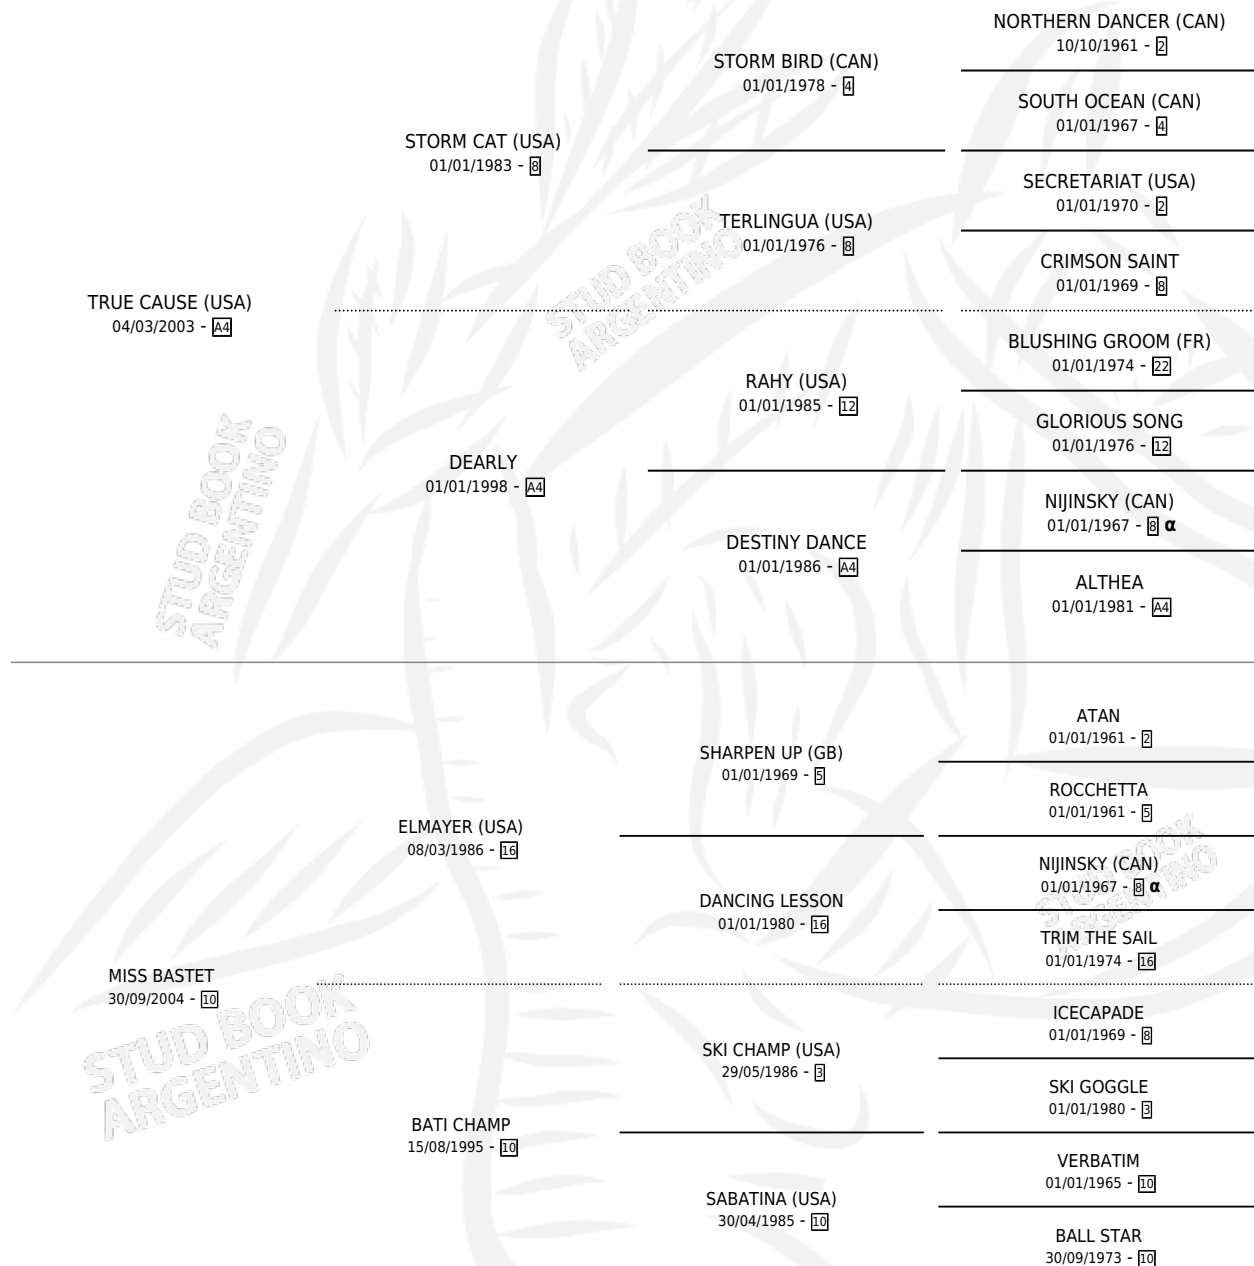 NORTHERN DANCER (CAN)
10/10/1961 - 2
STORM BIRD (CAN)
01/01/1978 - 4
SOUTH OCEAN (CAN)
01/01/1967 - 4
STORM CAT (USA)
01/01/1983 - 8
SECRETARIAT (USA)
01/01/1970 - 2
TERLINGUA (USA)
01/01/1976 - 8
CRIMSON SAINT
01/01/1969 - 8
TRUE CAUSE (USA)
04/03/2003 - A4
BLUSHING GROOM (FR)
01/01/1974 - 22
RAHY (USA)
01/01/1985 - 12
GLORIOUS SONG
01/01/1976 - 12
DEARLY
01/01/1998 - A4
NIJINSKY (CAN)
01/01/1967 - 8 α
DESTINY DANCE
01/01/1986 - A4
ALTHEA
01/01/1981 - A4
ATAN
01/01/1961 - 2
SHARPEN UP (GB)
01/01/1969 - 5
ROCCHETTA
01/01/1961 - 5
ELMAYER (USA)
08/03/1986 - 16
NIJINSKY (CAN)
01/01/1967 - 8 α
DANCING LESSON
01/01/1980 - 16
TRIM THE SAIL
01/01/1974 - 16
MISS BASTET
30/09/2004 - 10
ICECAPADE
01/01/1969 - 8
SKI CHAMP (USA)
29/05/1986 - 3
SKI GOGGLE
01/01/1980 - 3
BATI CHAMP
15/08/1995 - 10
VERBATIM
01/01/1965 - 10
SABATINA (USA)
30/04/1985 - 10
BALL STAR
30/09/1973 - 10
STUD BOOK
ARGENTINO
STUD BOOK
ARGENTINO
STUD BOOK
ARGENTINO
STUD BOOK
ARGENTINO